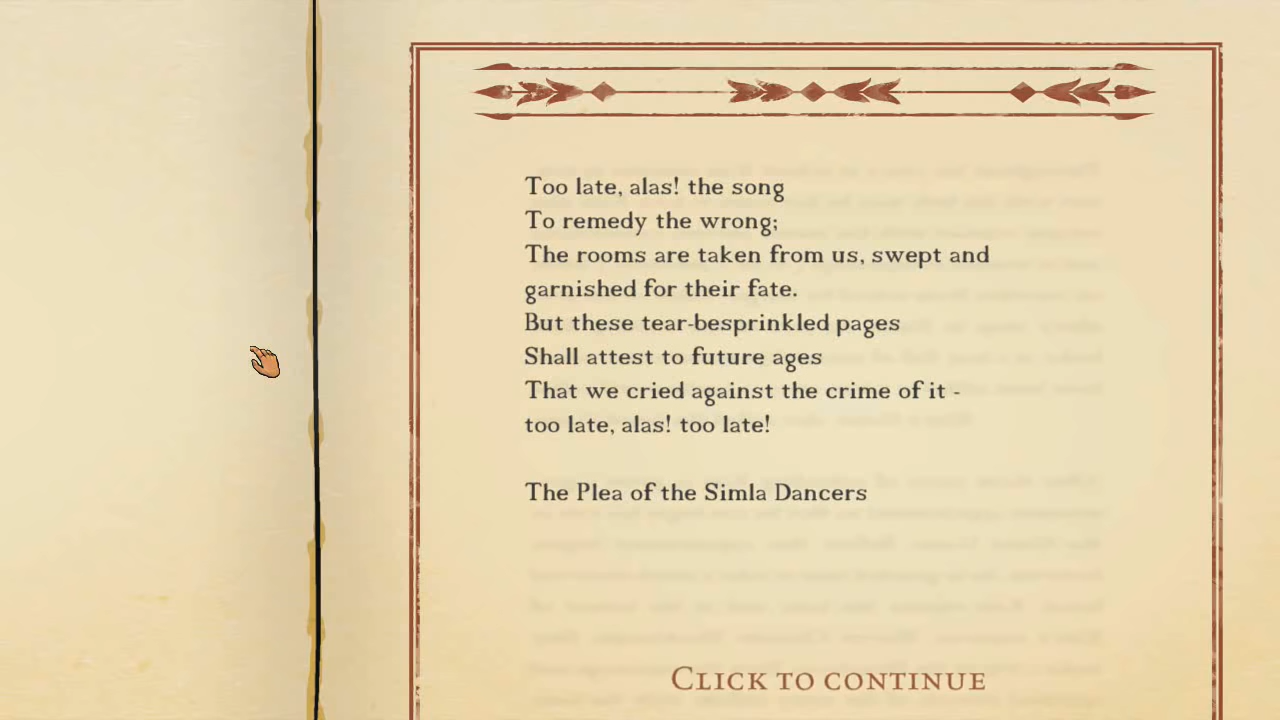 Too late, alas! the song
To remedy the wrong;
The rooms are taken from us, swept and
garnished for their fate.
But these tear-besprinkled pages
Shall attest to future ages
That we cried against the crime of it -
too late, alas! too late!
The Plea of the Simla Dancers
CLICK TO CONTINUE